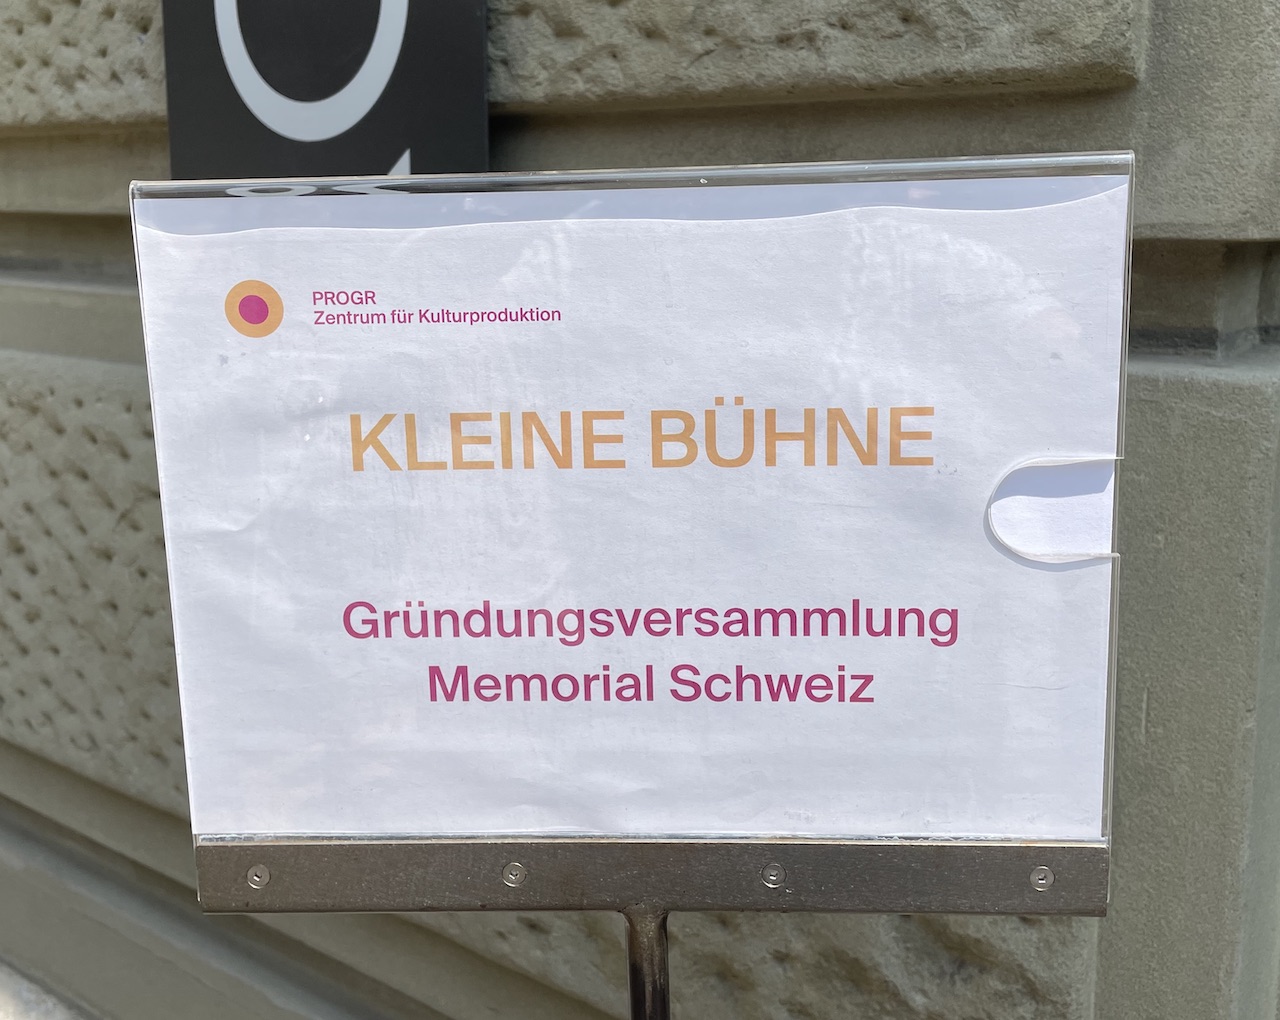 PROGR
Zentrum für Kulturproduktion
KLEINE BÜHNE
Gründungsversammlung
Memorial Schweiz